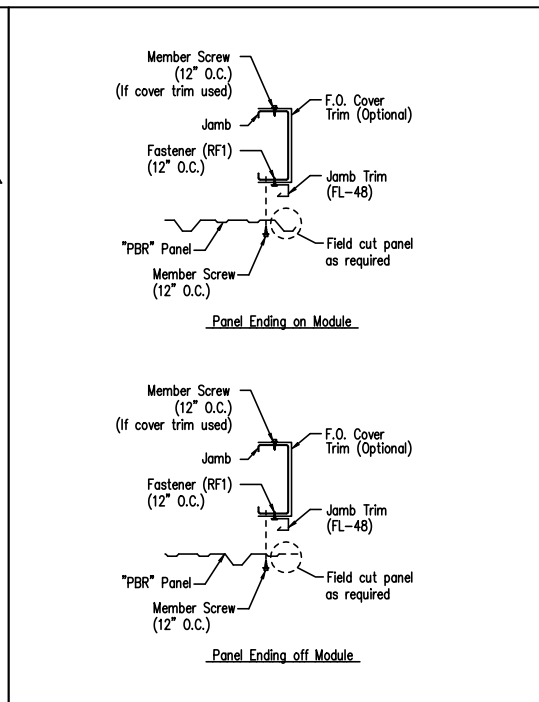 Member Screw
(12" O.C.)
(If cover trim used)
F.O. Cover
Trim (Optional)
Jamb
Fastener (RF1)
(12" O.C.)
Jamb Trim
(FL-48)
"PBR" Panel
Field cut panel
as required
Member Screw
(12" O.C.)
Panel Ending on Module
Member Screw
(12" O.C.)
(If cover trim used)
F.O. Cover
Trim (Optional)
Jamb
Fastener (RF1)
(12" O.C.)
Jamb Trim
(FL-48)
"PBR" Panel
Field cut panel
as required
Member Screw
(12" O.C.)
Panel Ending off Module